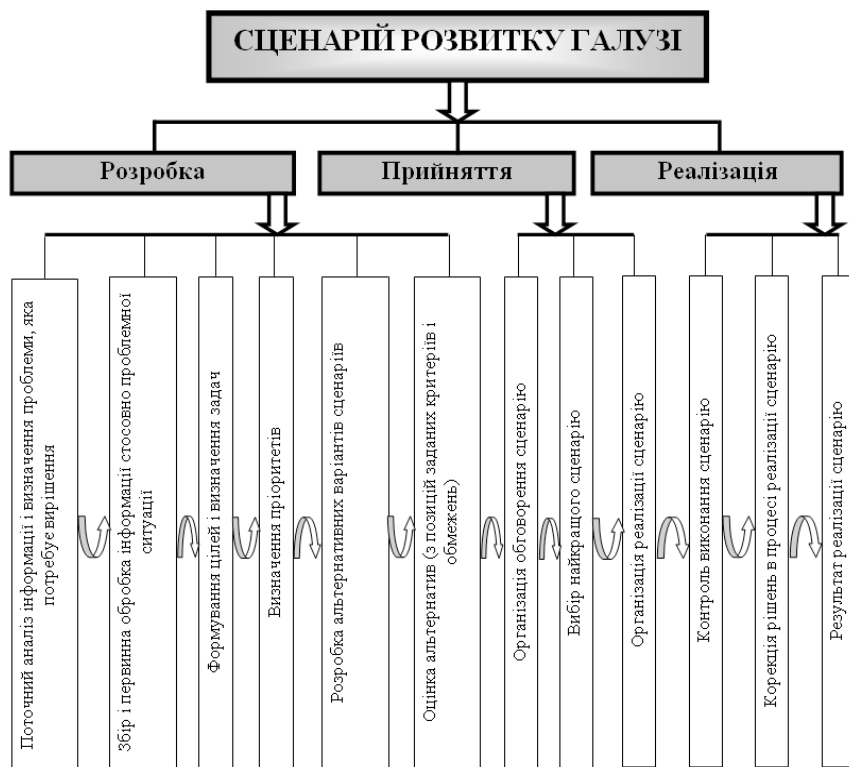 СЦЕНАРІЙ РОЗВИТКУ ГАЛУЗІ
Розробка
Прийняття
Реалізація
Поточний аналіз інформації і визначення проблеми, яка
потребує вирішення
Збір і первинна обробка інформації стосовно проблемної
ситуації
Формування цілей і визначення задач
Визначення пріоритетів
Розробка альтернативних варіантів сценаріїв
Оцінка альтернатив (з позицій заданих критеріїв і
обмежень)
Організація обговорення сценарію
Вибір найкращого сценарію
Організація реалізації сценарію
Контроль виконання сценарію
Корекція рішень в процесі реалізації сценарію
Результат реалізації сценарію